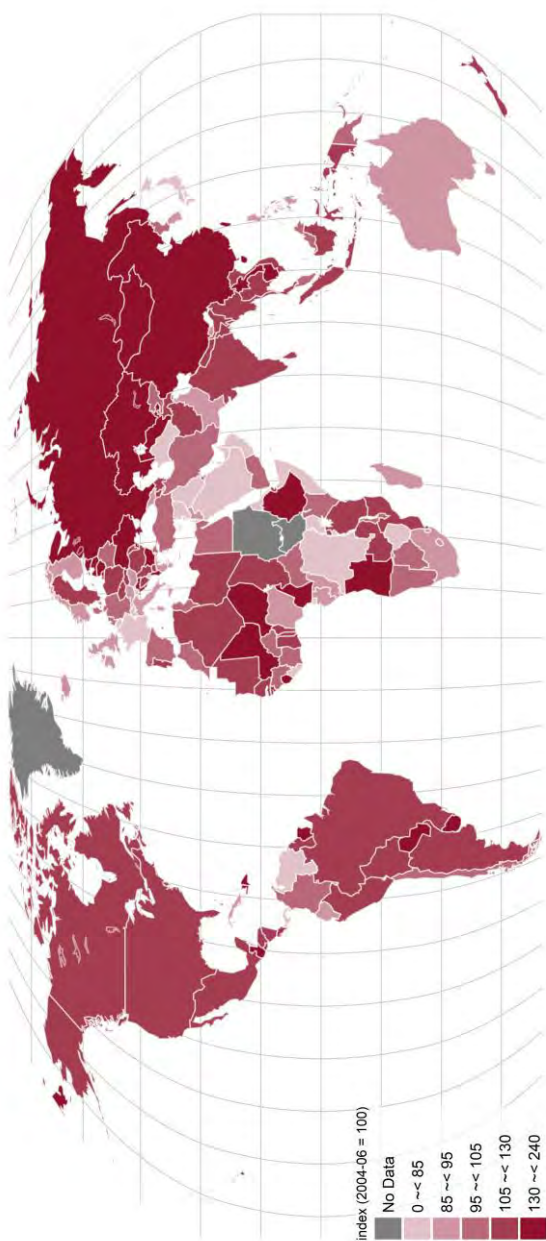 index (2004-06 = 100)
No Data
0 ~< 85
85 ~< 95
95 ~< 105
105 ~< 130
130 ~< 240